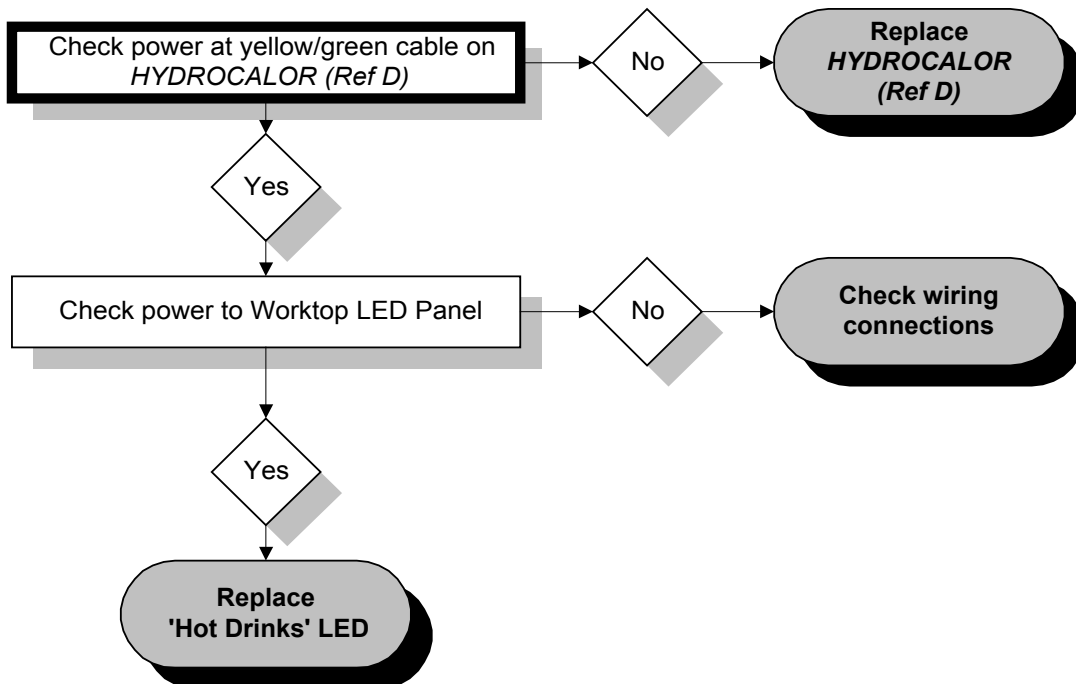 Check power at yellow/green cable on
HYDROCALOR (Ref D)
No
Replace
HYDROCALOR
(Ref D)
Yes
Check power to Worktop LED Panel
No
Check wiring
connections
Yes
Replace
'Hot Drinks' LED